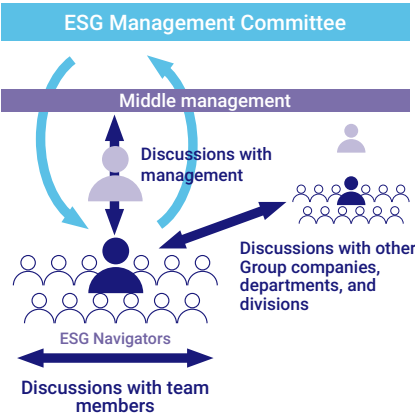 ESG Management Committee
Middle management
Discussions with
management
Discussions with other
Group companies,
departments, and
divisions
ESG Navigators
Discussions with team
members